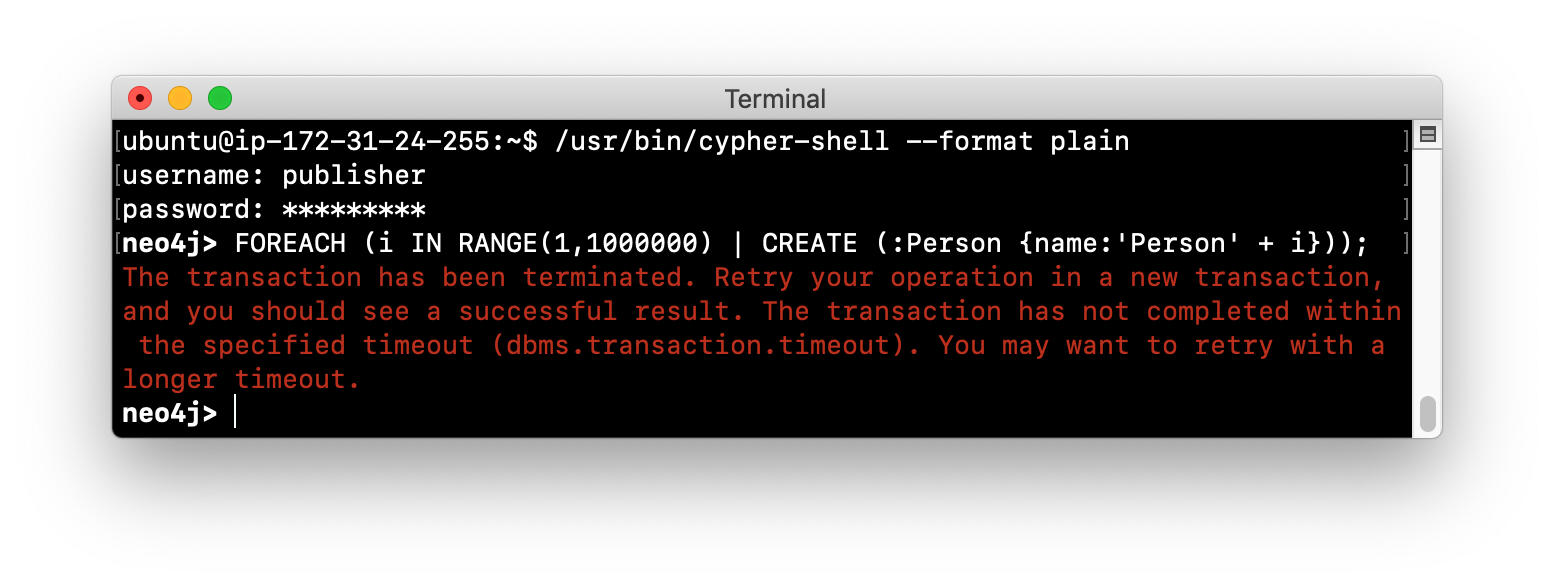 Terminal
[ubuntu@ip-172-31-24-255:~$ /usr/bin/cypher-shell --format plain ]
[username: publisher ]
[password: ********* ]
[neo4j> FOREACH (i IN RANGE(1,1000000) | CREATE (:Person {name:'Person' + i})); ]
The transaction has been terminated. Retry your operation in a new transaction,
and you should see a successful result. The transaction has not completed within
 the specified timeout (dbms.transaction.timeout). You may want to retry with a
longer timeout.
neo4j>